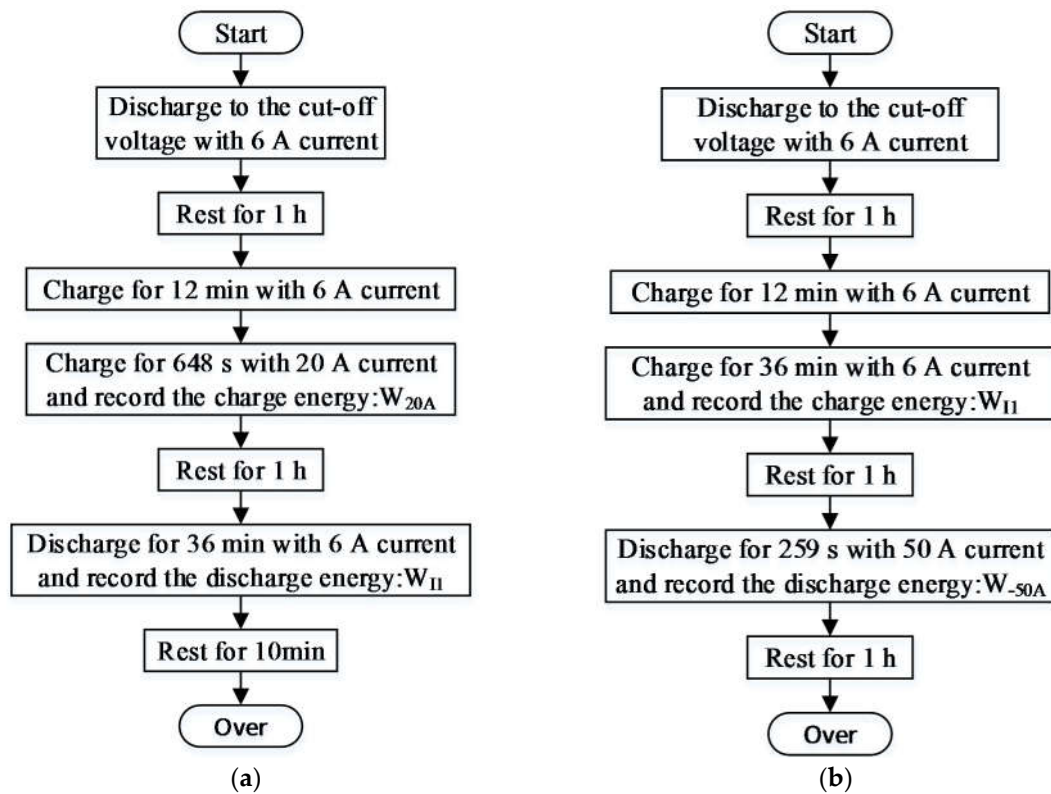 Start
Discharge to the cut-off
voltage with 6 A current
Rest for 1 h
Charge for 12 min with 6 A current
Charge for 648 s with 20 A current
and record the charge energy:W20A
Rest for 1 h
Discharge for 36 min with 6 A current
and record the discharge energy:WI1
Rest for 10min
Over
(a)
Start
Discharge to the cut-off
voltage with 6 A current
Rest for 1 h
Charge for 12 min with 6 A current
Charge for 36 min with 6 A current
and record the charge energy:WI1
Rest for 1 h
Discharge for 259 s with 50 A current
and record the discharge energy:W-50A
Rest for 1 h
Over
(b)